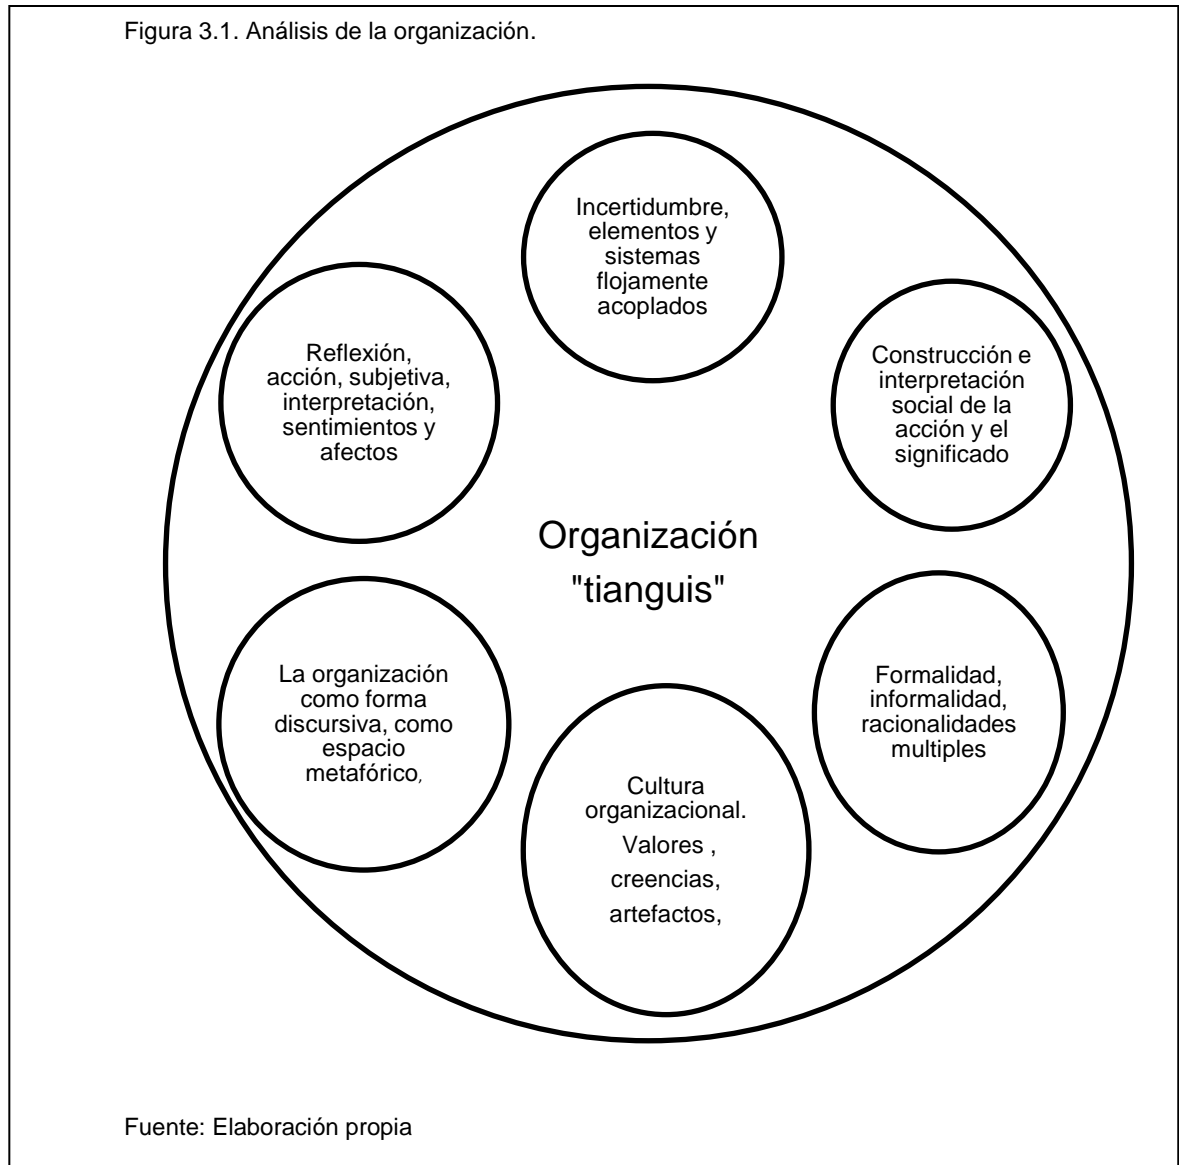 Figura 3.1. Análisis de la organización.
Incertidumbre,
elementos y
sistemas
flojamente
acoplados
Reflexión,
acción, subjetiva,
interpretación,
sentimientos y
afectos
Construcción e
interpretación
social de la
acción y el
significado
Organización
"tianguis"
La organización
como forma
discursiva, como
espacio
metafórico,
Formalidad,
informalidad,
racionalidades
multiples
Cultura
organizacional.
Valores ,
creencias,
artefactos,
Fuente: Elaboración propia